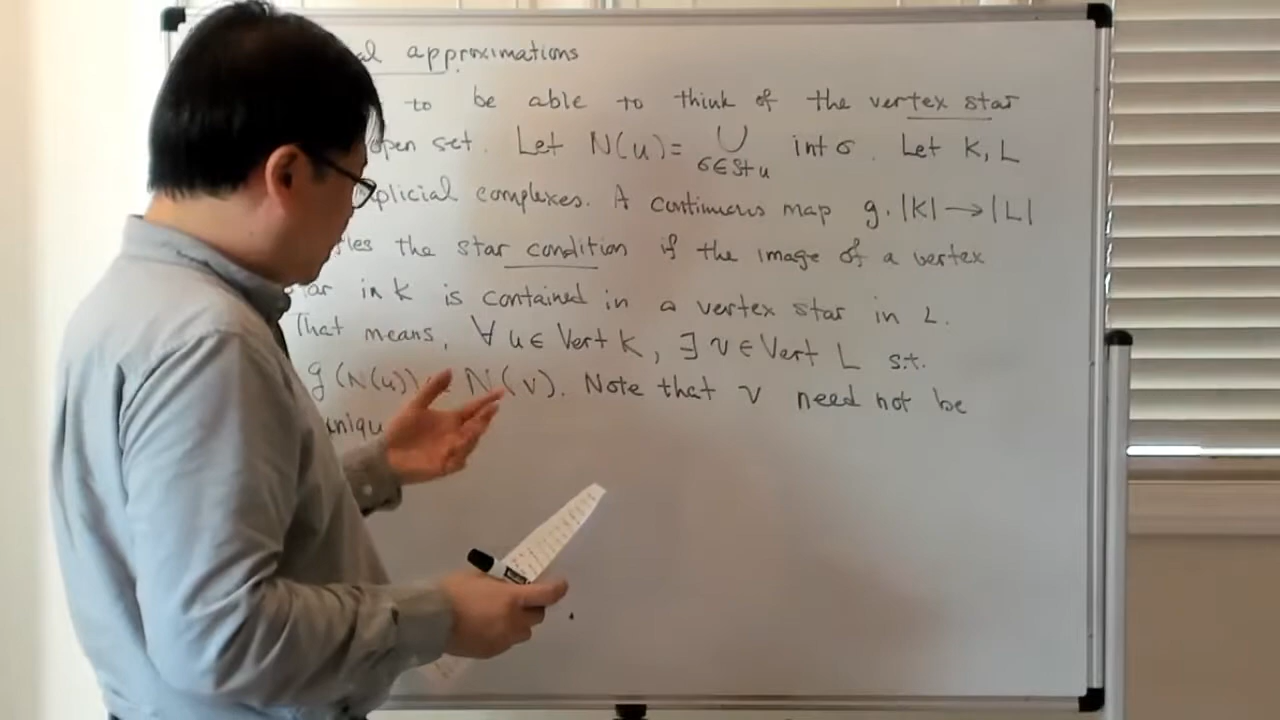 approximations
to be able to think of the vertex star
open set. Let N(u) = ∪ int σ. Let K, L
σ∈St u
complexes. A continuous map g: |K| → |L|
the star condition if the image of a vertex
in K is contained in a vertex star in L.
That means, ∀ u ∈ Vert K, ∃ v ∈ Vert L s.t.
g(N(u)) N(v). Note that v need not be